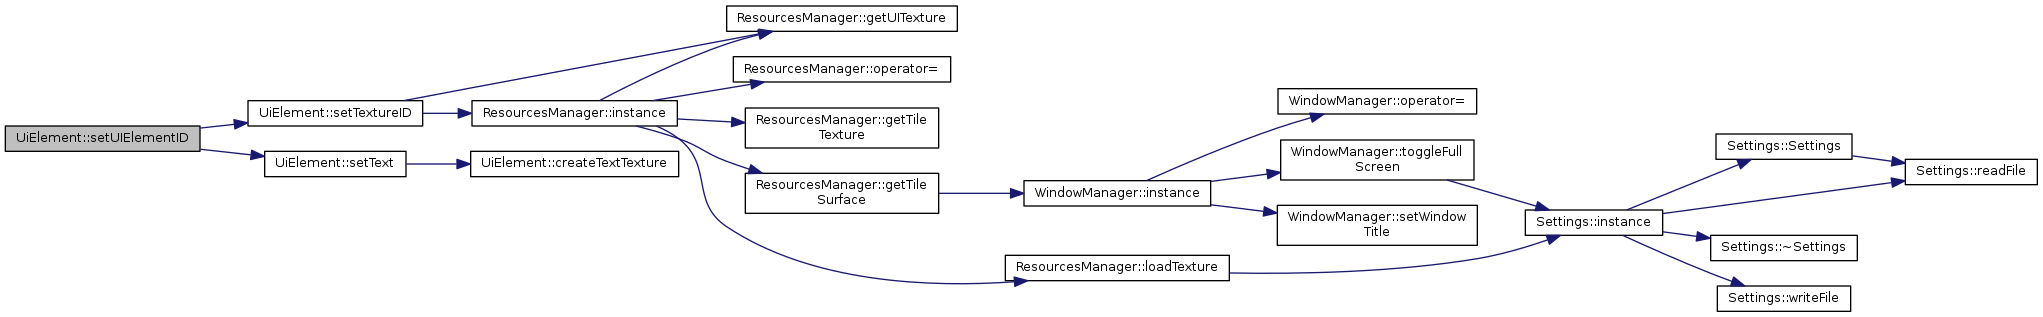 UiElement::setUIElementID
UiElement::setTextureID
UiElement::setText
ResourcesManager::instance
UiElement::createTextTexture
ResourcesManager::getUITexture
ResourcesManager::operator=
ResourcesManager::getTile
Texture
ResourcesManager::getTile
Surface
ResourcesManager::loadTexture
WindowManager::instance
WindowManager::operator=
WindowManager::toggleFull
Screen
WindowManager::setWindow
Title
Settings::instance
Settings::Settings
Settings::~Settings
Settings::writeFile
Settings::readFile